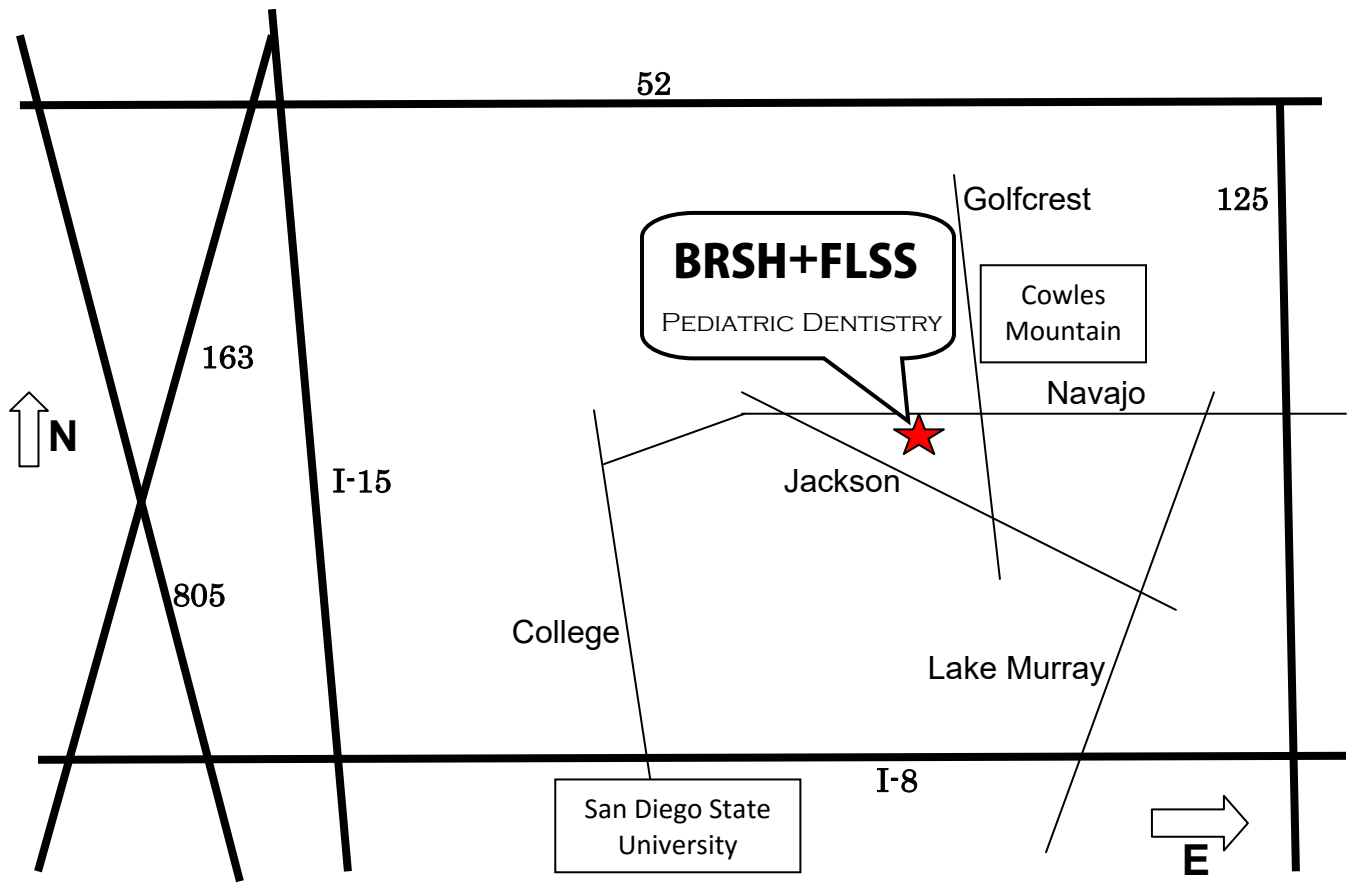 52
Golfcrest
125
BRSH+FLSS
PEDIATRIC DENTISTRY
Cowles
Mountain
163
Navajo
N
I-15
Jackson
805
College
Lake Murray
I-8
San Diego State
University
E